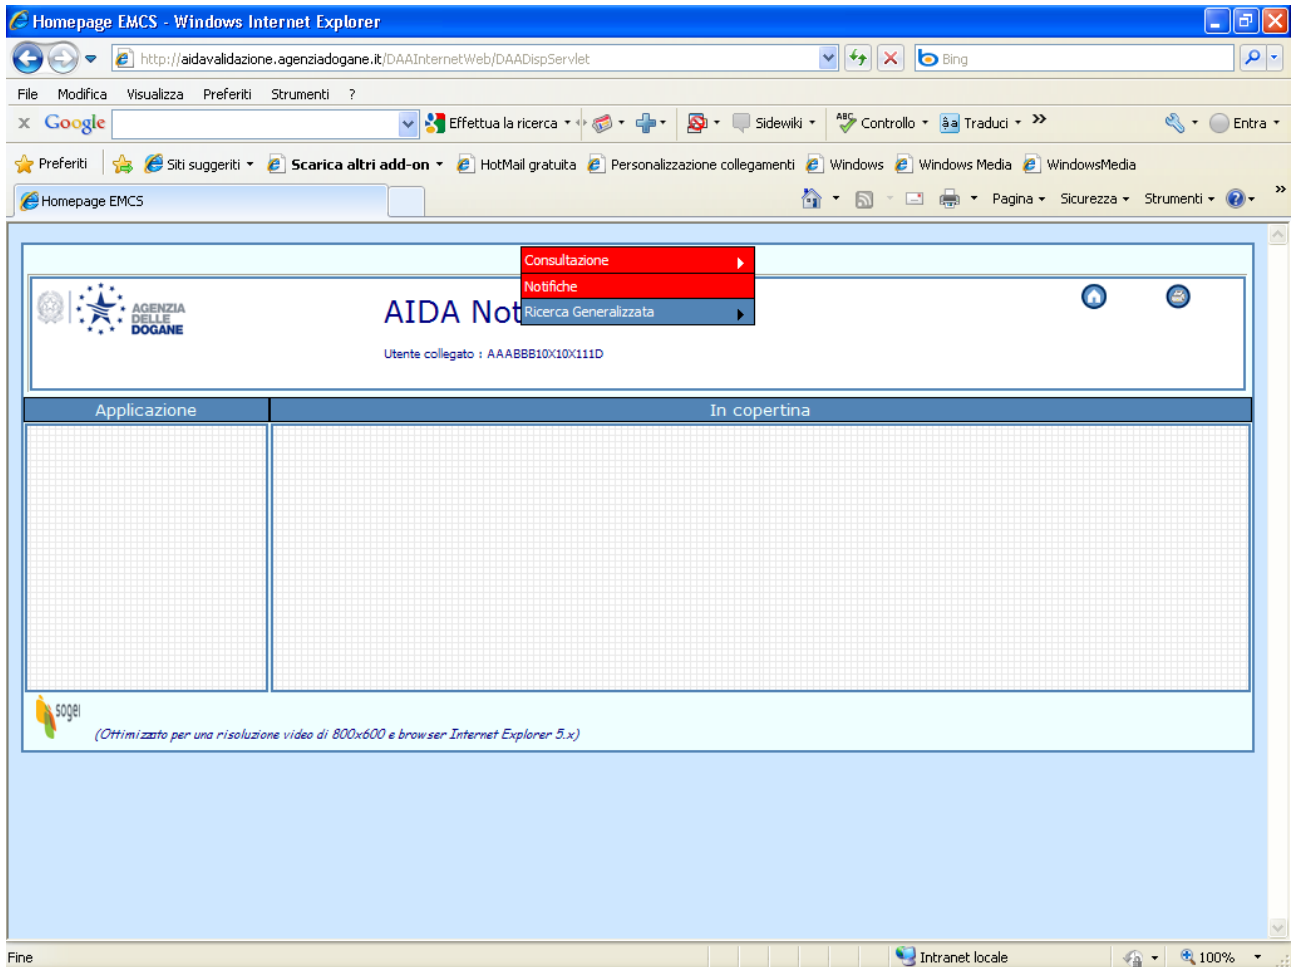 Homepage EMCS - Windows Internet Explorer
http://aidavalidazione.agenziadogane.it/DAAInternetWeb/DAADispServlet
Bing
File Modifica Visualizza Preferiti Strumenti ?
x Google Effettua la ricerca Sidewiki ABC Controllo āa Traduci >> Entra
Preferiti Siti suggeriti Scarica altri add-on HotMail gratuita Personalizzazione collegamenti Windows Windows Media WindowsMedia
Homepage EMCS Pagina Sicurezza Strumenti >>
Consultazione
Notifiche
Ricerca Generalizzata
AGENZIA
DELLE
DOGANE
AIDA Not
Utente collegato : AAABBB10X10X111D
Applicazione In copertina
sogei
(Ottimizzato per una risoluzione video di 800x600 e browser Internet Explorer 5.x)
Fine Intranet locale 100%